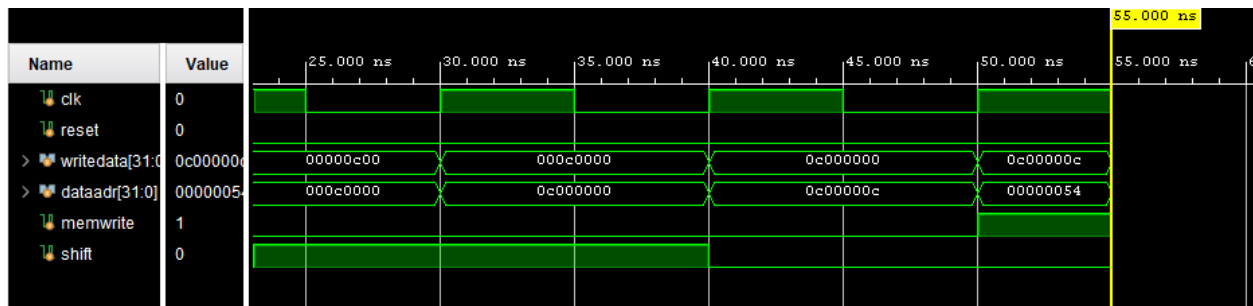 55.000 ns
Name Value 25.000 ns 30.000 ns 35.000 ns 40.000 ns 45.000 ns 50.000 ns 55.000 ns
clk 0
reset 0
writedata[31:0 0c00000c 00000c00 000c0000 0c000000 0c00000c
dataadr[31:0] 00000054 000c0000 0c000000 0c00000c 00000054
memwrite 1
shift 0